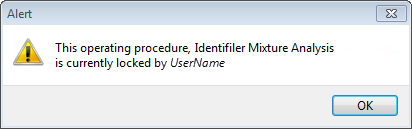 Alert
This operating procedure, Identifiler Mixture Analysis
is currently locked by UserName
OK